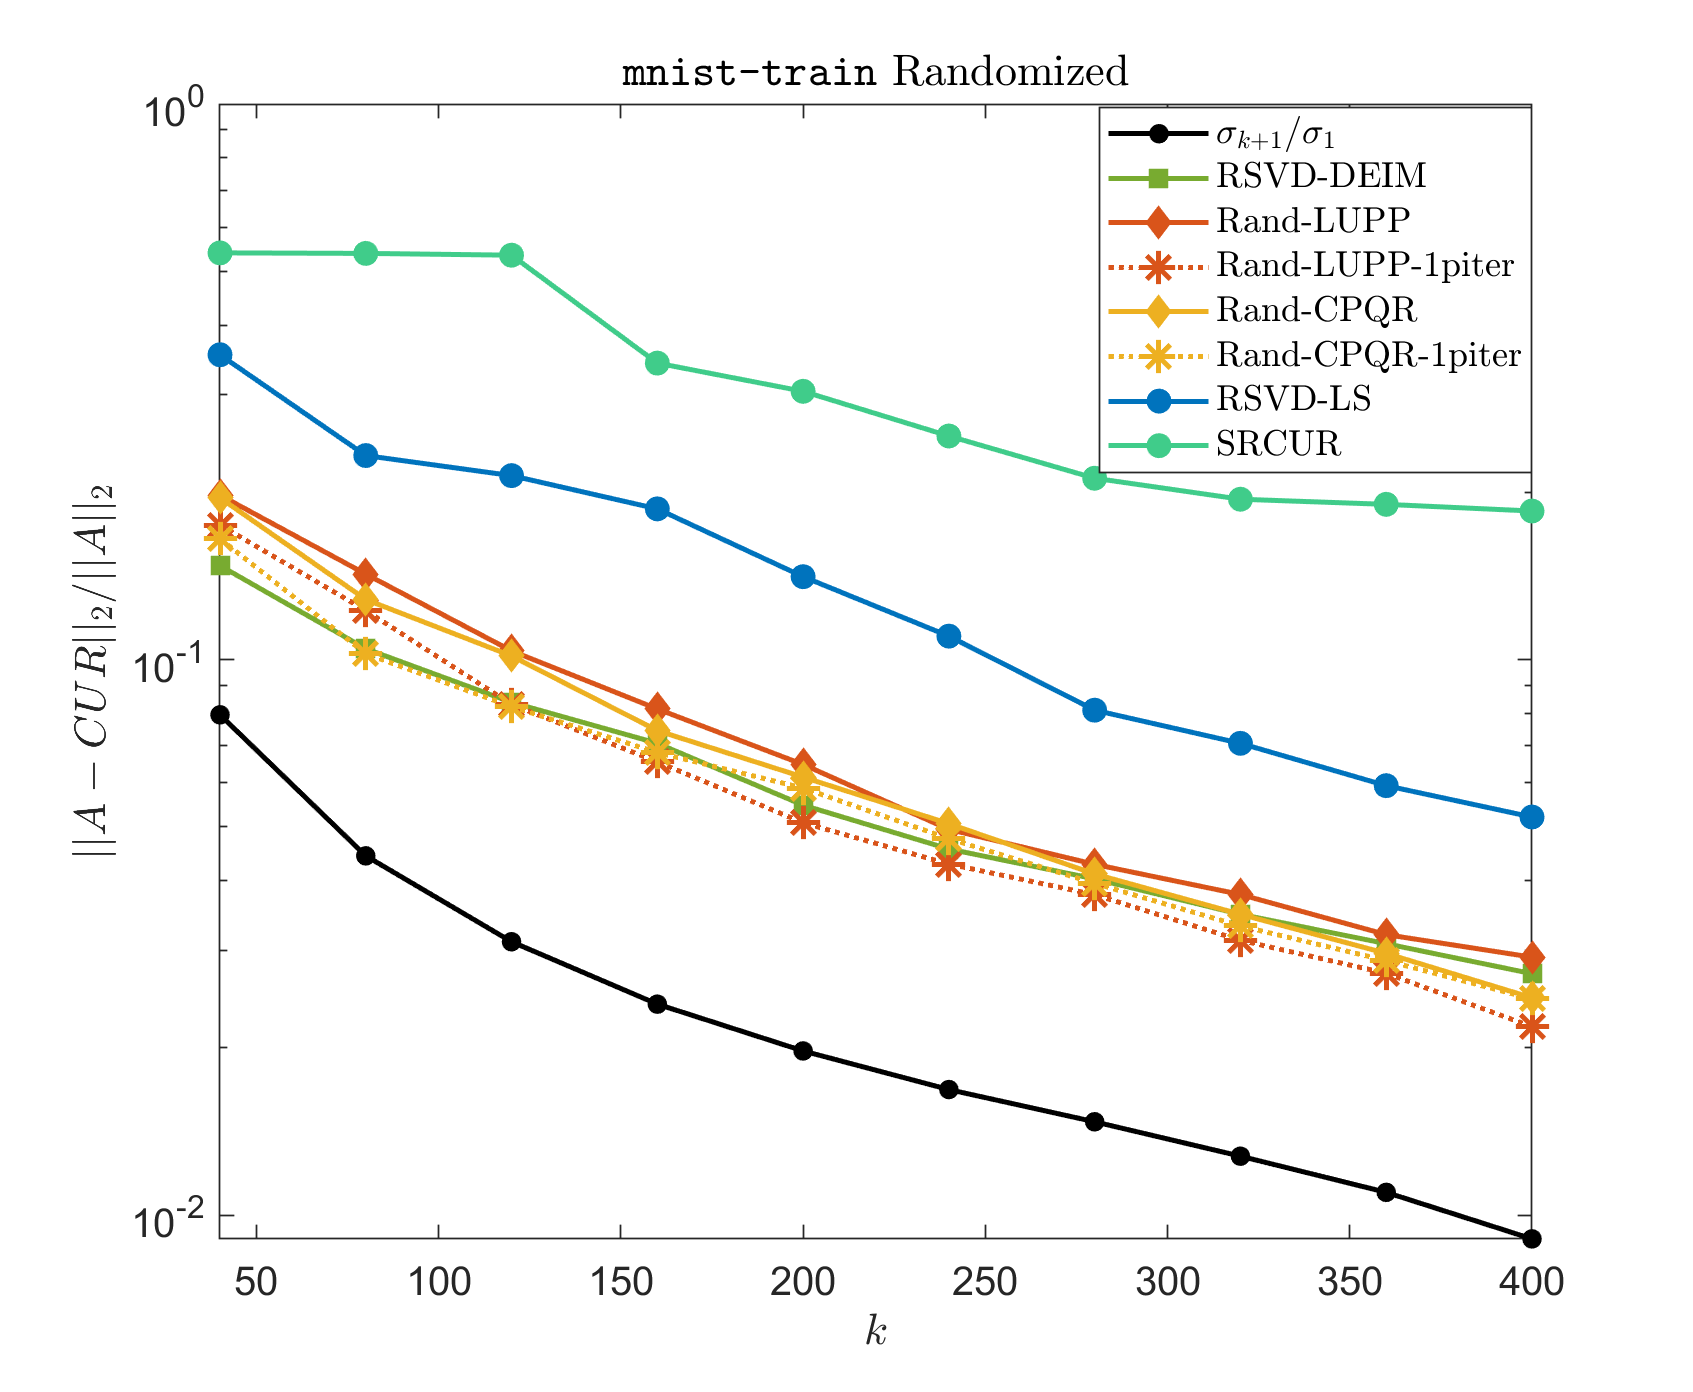 mnist-train Randomized
10^0
10^-1
10^-2
||A − CUR||_2/||A||_2
σ_{k+1}/σ_1
RSVD-DEIM
Rand-LUPP
Rand-LUPP-1piter
Rand-CPQR
Rand-CPQR-1piter
RSVD-LS
SRCUR
50 100 150 200 250 300 350 400
k